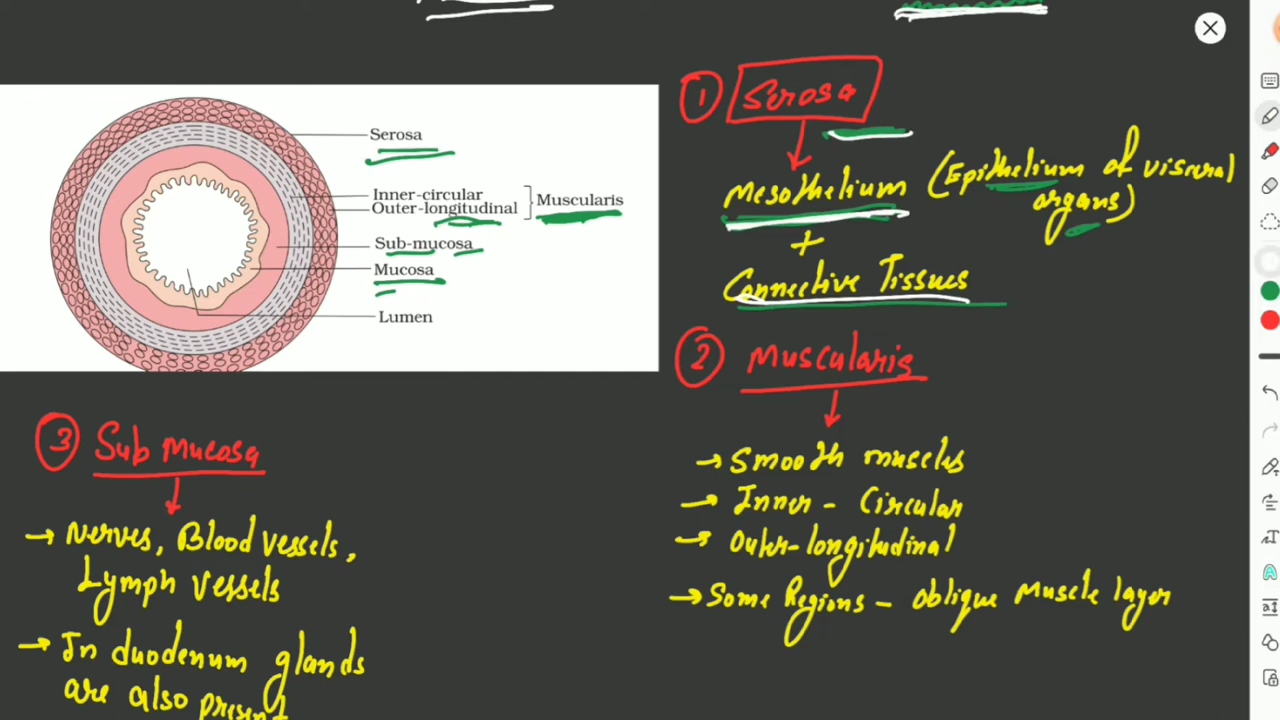 Serosa
Inner-circular
Outer-longitudinal
Muscularis
Sub-mucosa
Mucosa
Lumen
① Serosa
Mesothelium (Epithelium of visceral
organs)
+
Connective Tissues
② Muscularis
→ Smooth muscles
→ Inner - Circular
→ Outer-longitudinal
→ Some Regions - oblique Muscle layer
③ Sub Mucosa
→ Nerves, Blood vessels,
Lymph vessels
→ In duodenum glands
are also present